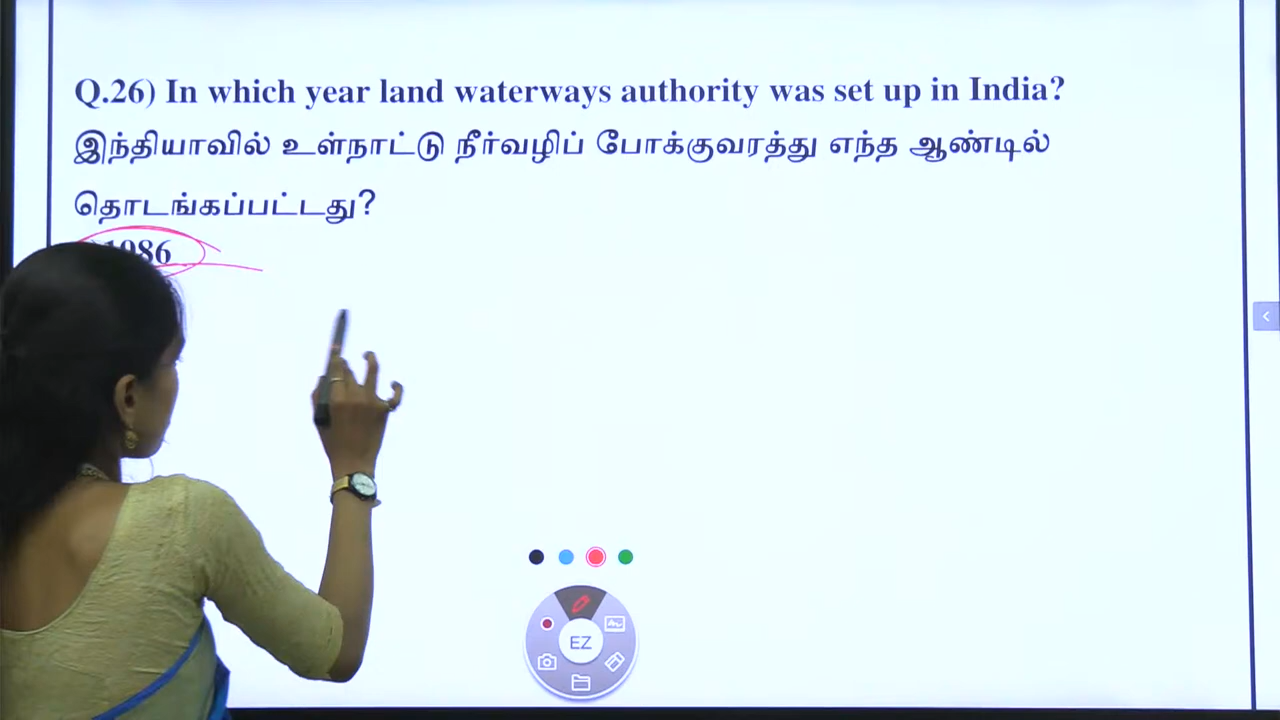 Q.26) In which year land waterways authority was set up in India?
இந்தியாவில் உள்நாட்டு நீர்வழிப் போக்குவரத்து எந்த ஆண்டில்
தொடங்கப்பட்டது?
1986
EZ